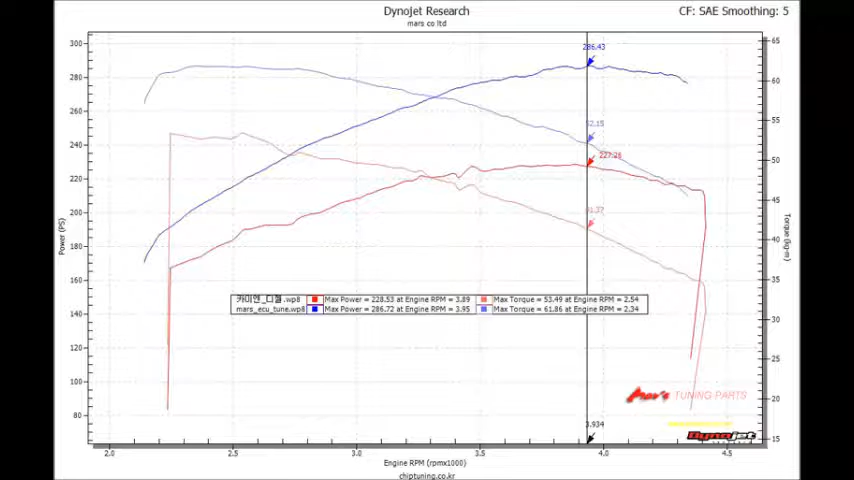 Dynojet Research
CF: SAE Smoothing: 5
mars co ltd
300
280
260
240
220
200
180
160
140
120
100
80
Power (PS)
65
60
55
50
45
40
35
30
25
20
15
Torque (kg-m)
286.43
52.15
227.28
41.37
카이엔_디젤.wp8 Max Power = 228.53 at Engine RPM = 3.89 Max Torque = 53.49 at Engine RPM = 2.54
mars_ecu_tune.wp8 Max Power = 286.72 at Engine RPM = 3.95 Max Torque = 61.86 at Engine RPM = 2.34
Mar's TUNING PARTS
3.934
Dynojet
2.0 2.5 3.0 3.5 4.0 4.5
Engine RPM (rpmx1000)
chiptuning.co.kr